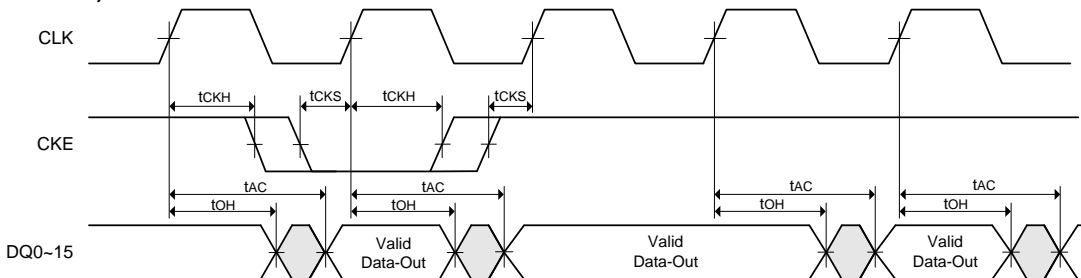 CLK
tCKH
tCKS
tCKH
tCKS
CKE
tAC
tAC
tAC
tAC
tOH
tOH
tOH
tOH
DQ0~15
Valid
Data-Out
Valid
Data-Out
Valid
Data-Out